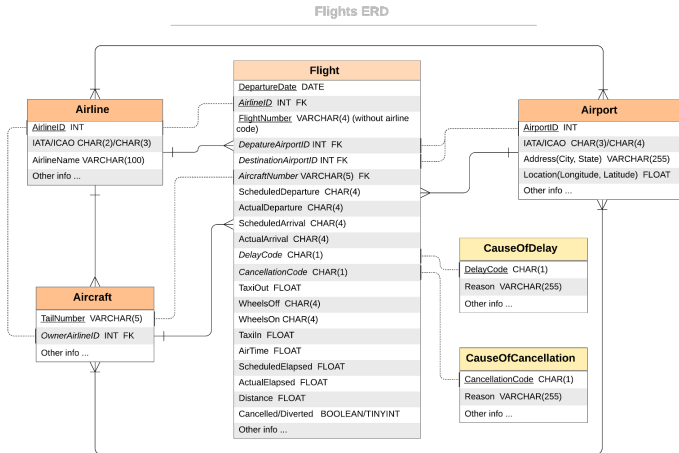 Flights ERD
Flight
DepartureDate DATE
AirlineID INT FK
FlightNumber VARCHAR(4) (without airline
code)
DepatureAirportID INT FK
DestinationAirportID INT FK
AircraftNumber VARCHAR(5) FK
ScheduledDeparture CHAR(4)
ActualDeparture CHAR(4)
ScheduledArrival CHAR(4)
ActualArrival CHAR(4)
DelayCode CHAR(1)
CancellationCode CHAR(1)
TaxiOut FLOAT
WheelsOff CHAR(4)
WheelsOn CHAR(4)
TaxiIn FLOAT
AirTime FLOAT
ScheduledElapsed FLOAT
ActualElapsed FLOAT
Distance FLOAT
Cancelled/Diverted BOOLEAN/TINYINT
Other info ...
Airline
AirlineID INT
IATA/ICAO CHAR(2)/CHAR(3)
AirlineName VARCHAR(100)
Other info ...
Aircraft
TailNumber VARCHAR(5)
OwnerAirlineID INT FK
Other info ...
Airport
AirportID INT
IATA/ICAO CHAR(3)/CHAR(4)
Address(City, State) VARCHAR(255)
Location(Longitude, Latitude) FLOAT
Other info ...
CauseOfDelay
DelayCode CHAR(1)
Reason VARCHAR(255)
Other info ...
CauseOfCancellation
CancellationCode CHAR(1)
Reason VARCHAR(255)
Other info ...